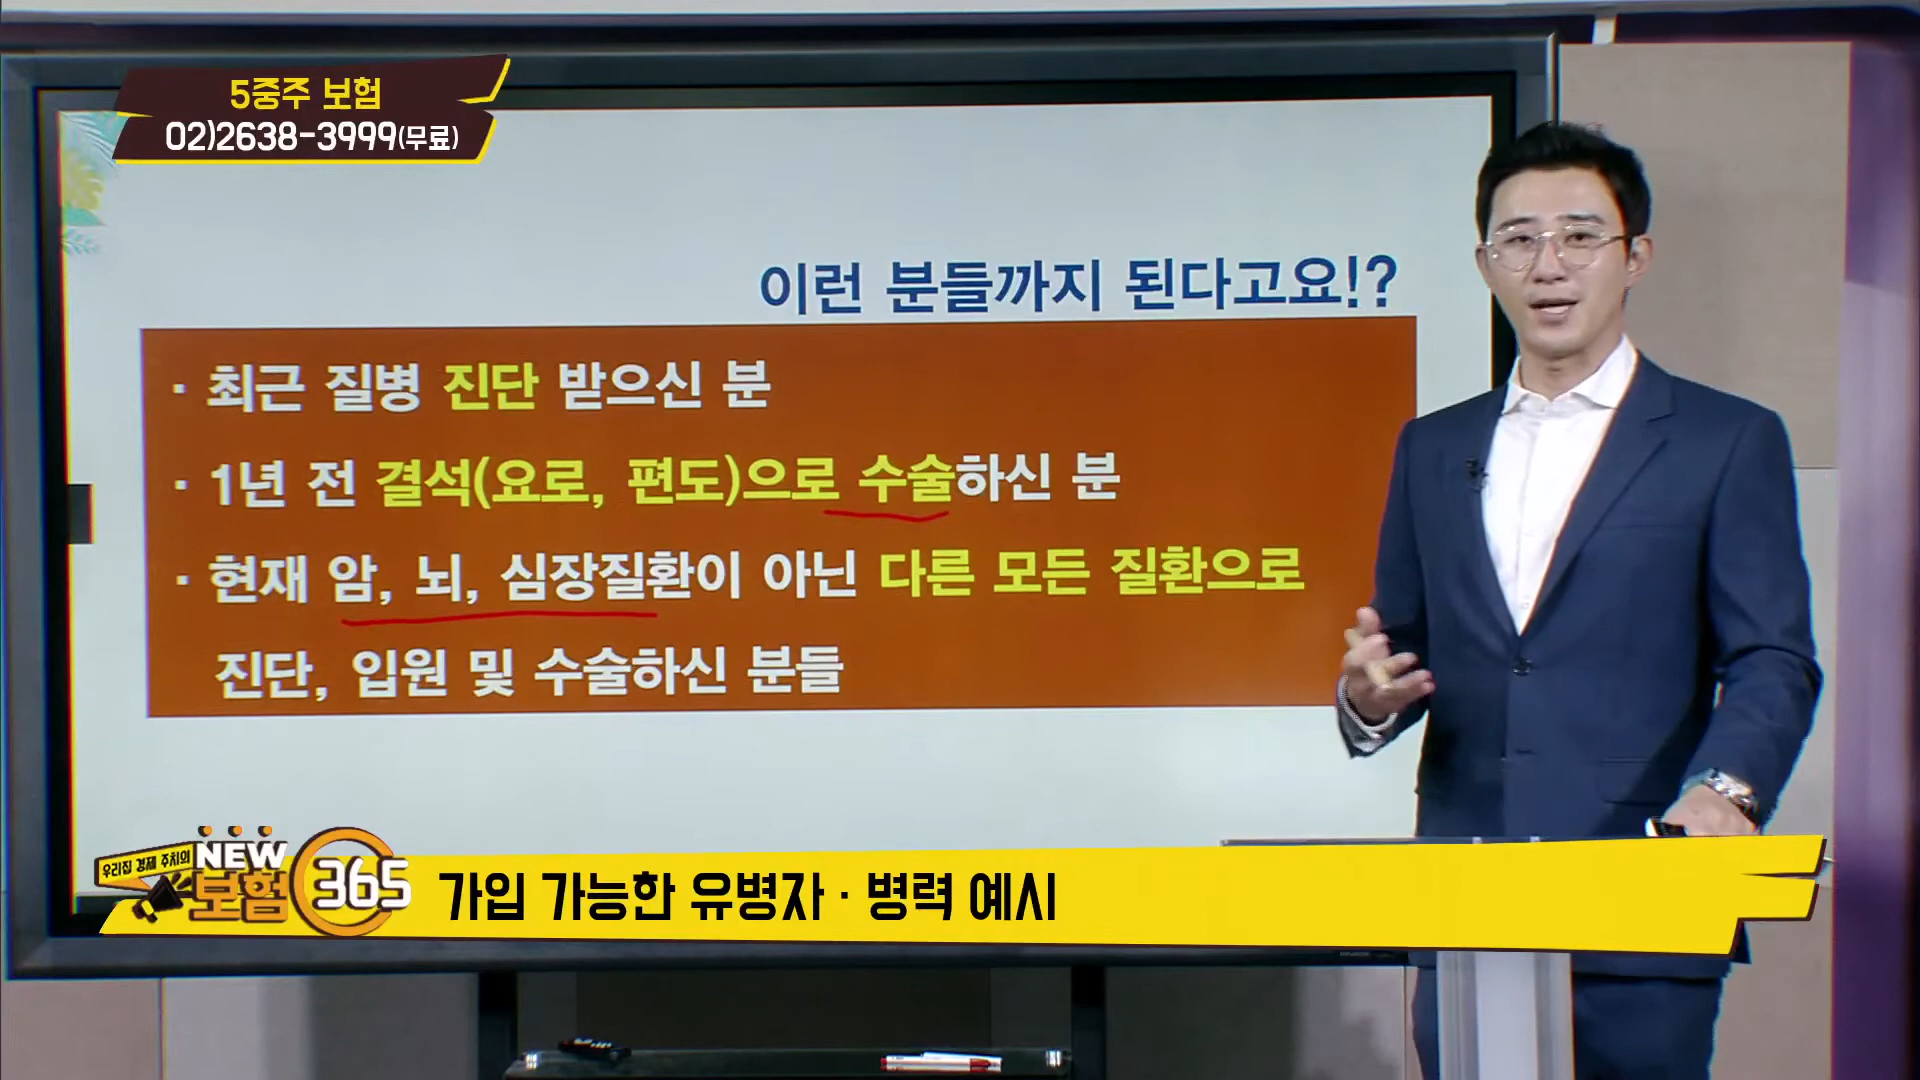 5중주 보험
02)2638-3999(무료)
이런 분들까지 된다고요!?
· 최근 질병 진단 받으신 분
· 1년 전 결석(요로, 편도)으로 수술하신 분
· 현재 암, 뇌, 심장질환이 아닌 다른 모든 질환으로
진단, 입원 및 수술하신 분들
우리집 경제 주치의
NEW
보험 365
가입 가능한 유병자 · 병력 예시